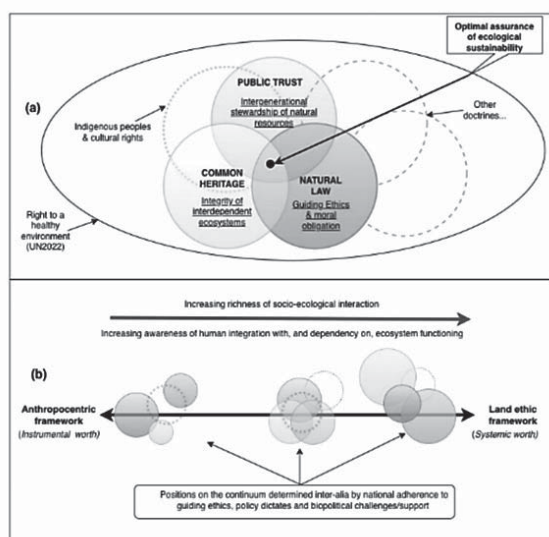 Optimal assurance
of ecological
sustainability
(a)
PUBLIC TRUST
Intergenerational
stewardship of natural
resources
Indigenous peoples
& cultural rights
Other
doctrines...
COMMON
HERITAGE
Integrity of
interdependent
ecosystems
NATURAL
LAW
Guiding Ethics
& moral
obligation
Right to a
healthy
environment
(UN2022)
Increasing richness of socio-ecological interaction
Increasing awareness of human integration with, and dependency on, ecosystem functioning
(b)
Anthropocentric
framework
(Instrumental worth)
Land ethic
framework
(Systemic worth)
Positions on the continuum determined inter-alia by national adherence to
guiding ethics, policy dictates and biopolitical challenges/support